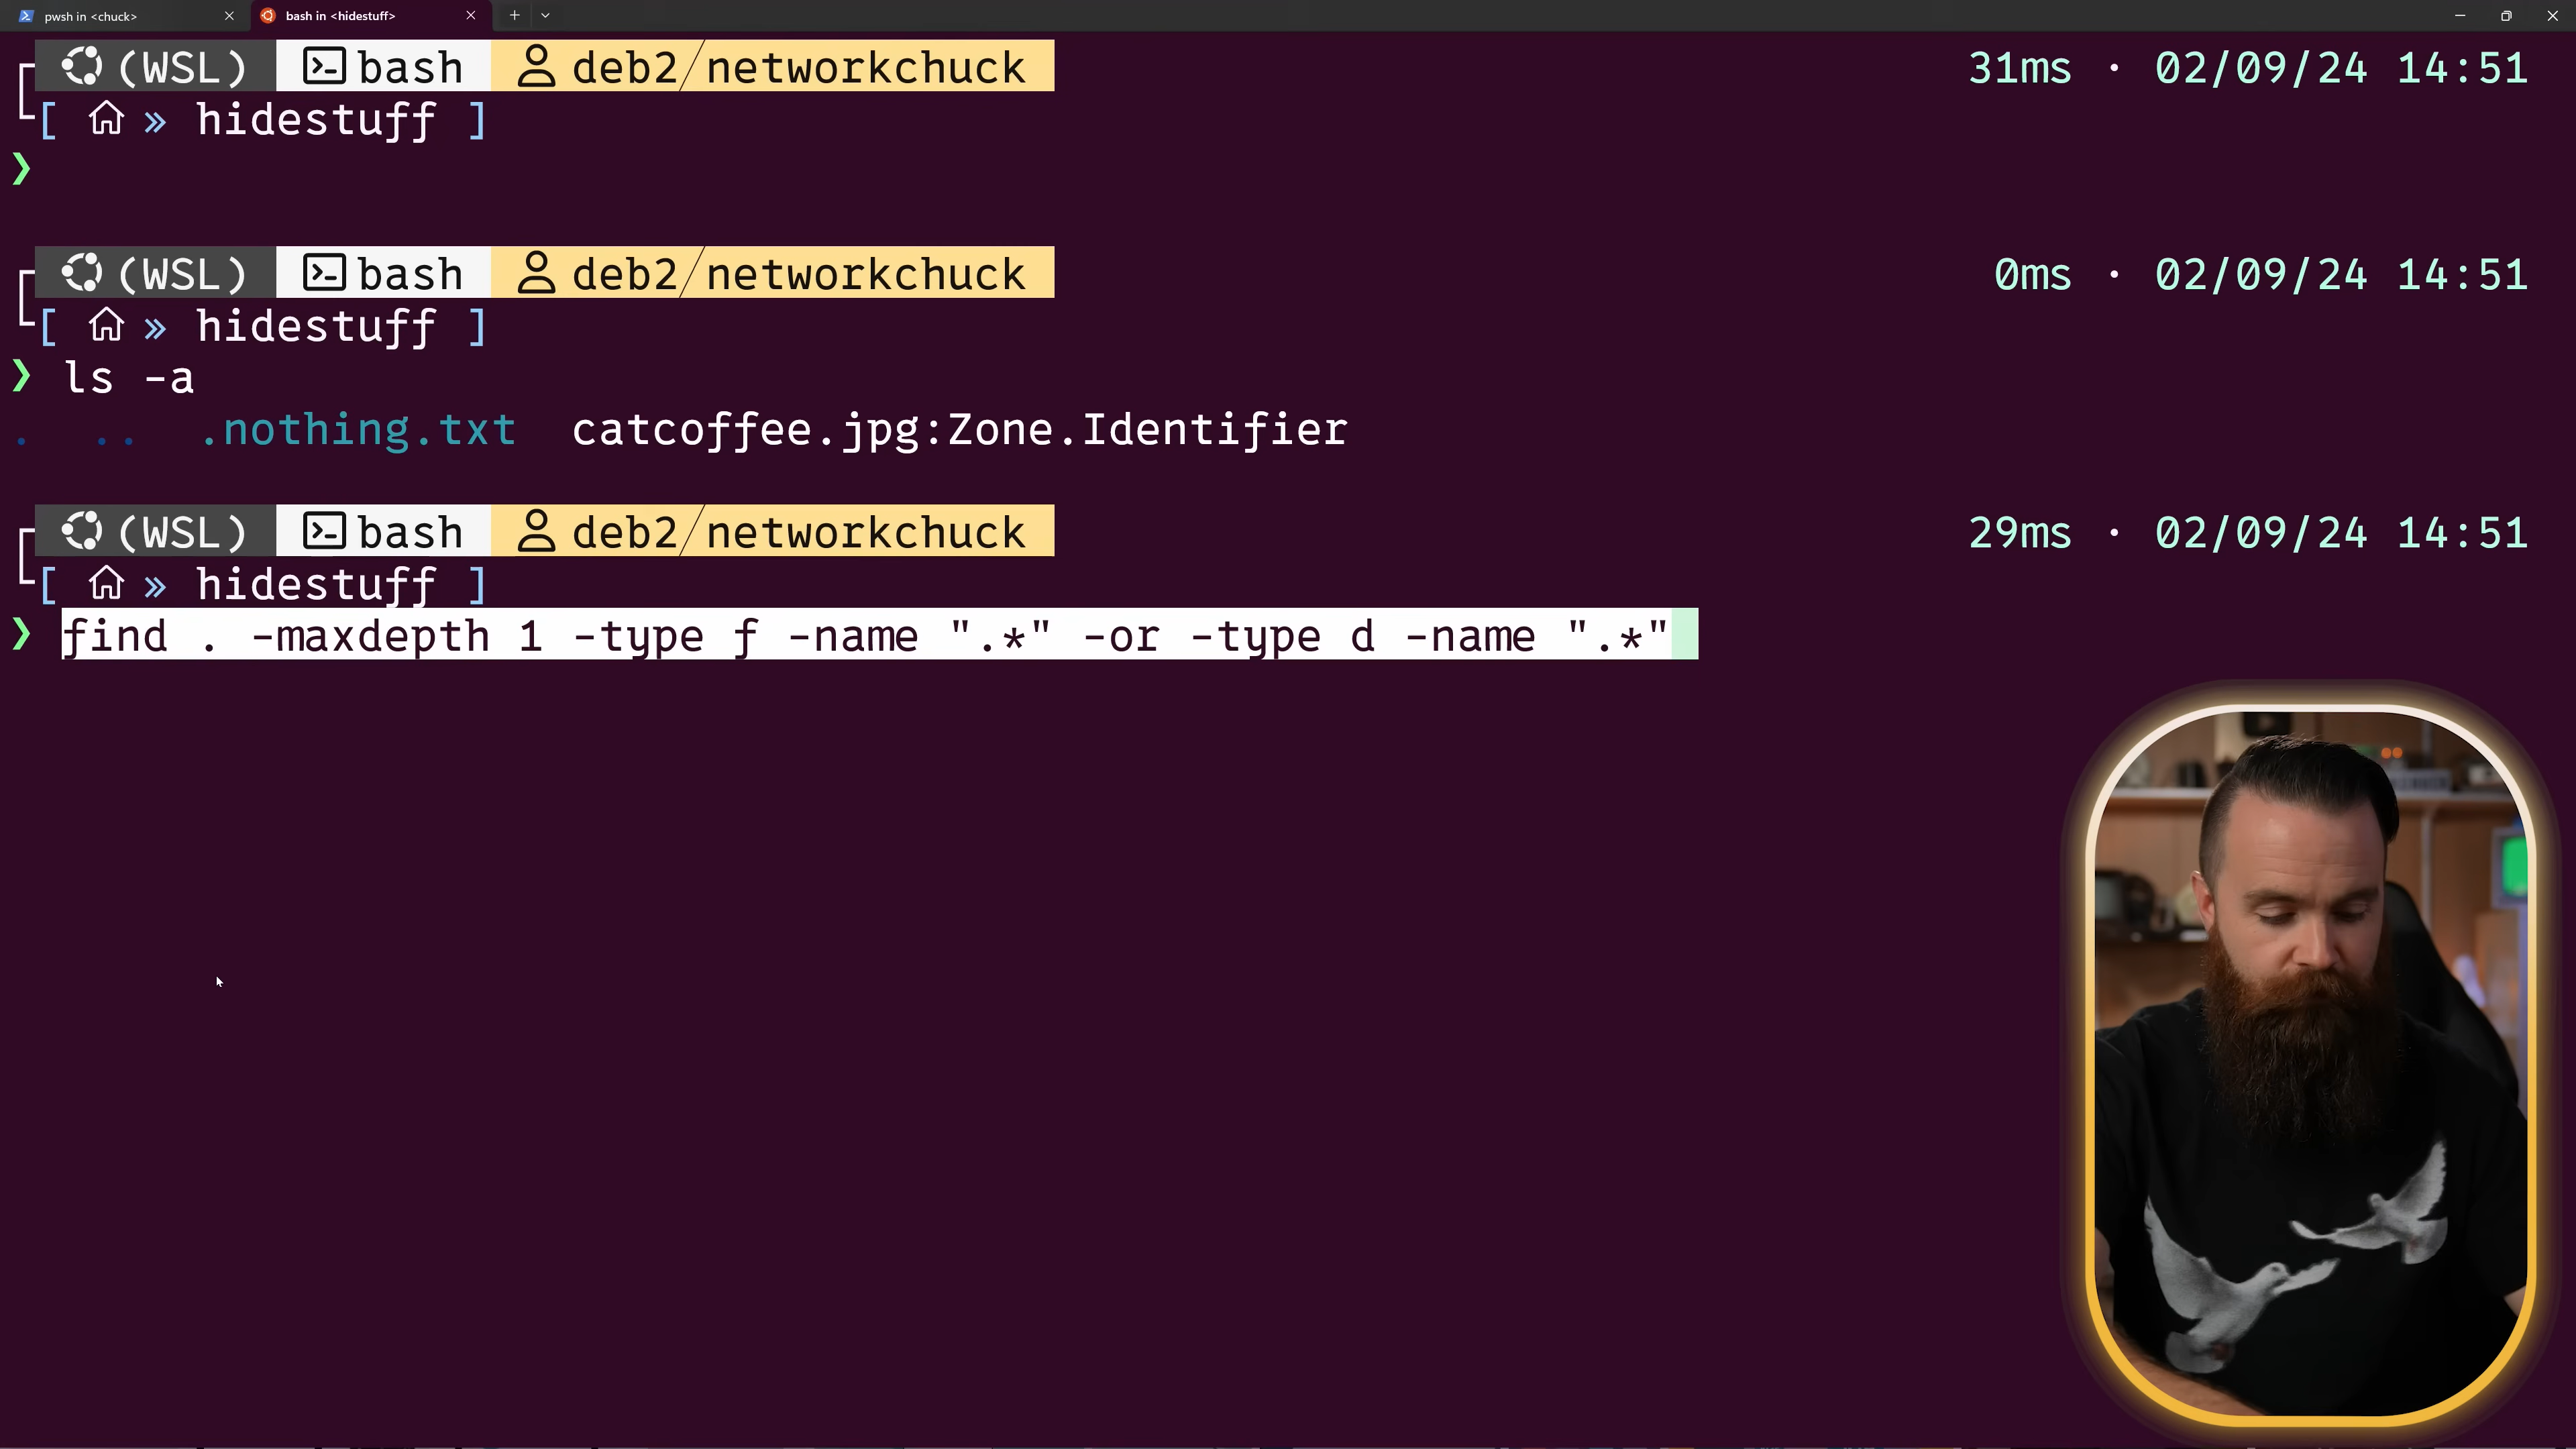 pwsh in <chuck>
bash in <hidestuff>
(WSL) bash deb2/networkchuck 31ms · 02/09/24 14:51
[ » hidestuff ]
❯
(WSL) bash deb2/networkchuck 0ms · 02/09/24 14:51
[ » hidestuff ]
❯ ls -a
. .. .nothing.txt catcoffee.jpg:Zone.Identifier
(WSL) bash deb2/networkchuck 29ms · 02/09/24 14:51
[ » hidestuff ]
❯ find . -maxdepth 1 -type f -name ".*" -or -type d -name ".*"